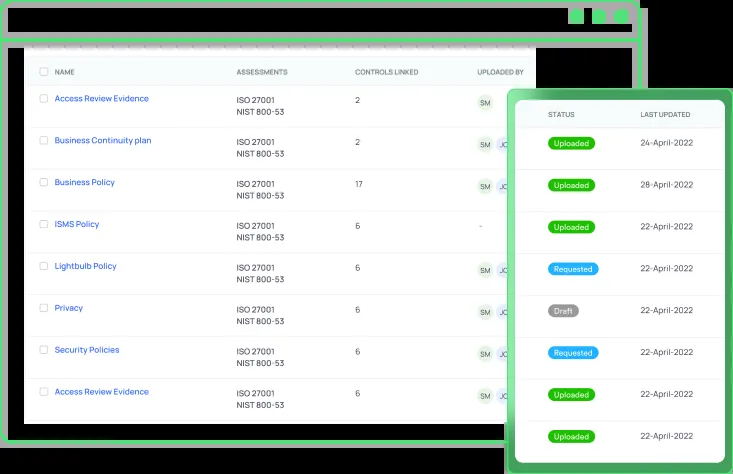 NAME ASSESSMENTS CONTROLS LINKED UPLOADED BY
Access Review Evidence ISO 27001 2 SM
NIST 800-53
Business Continuity plan ISO 27001 2 SM
NIST 800-53
Business Policy ISO 27001 17 SM
NIST 800-53
ISMS Policy ISO 27001 6 -
NIST 800-53
Lightbulb Policy ISO 27001 6 SM
NIST 800-53
Privacy ISO 27001 6 SM
NIST 800-53
Security Policies ISO 27001 6 SM
NIST 800-53
Access Review Evidence ISO 27001 6 SM
NIST 800-53
STATUS LAST UPDATED
Uploaded 24-April-2022
Uploaded 28-April-2022
Uploaded 22-April-2022
Requested 22-April-2022
Draft 22-April-2022
Requested 22-April-2022
Uploaded 22-April-2022
Uploaded 22-April-2022